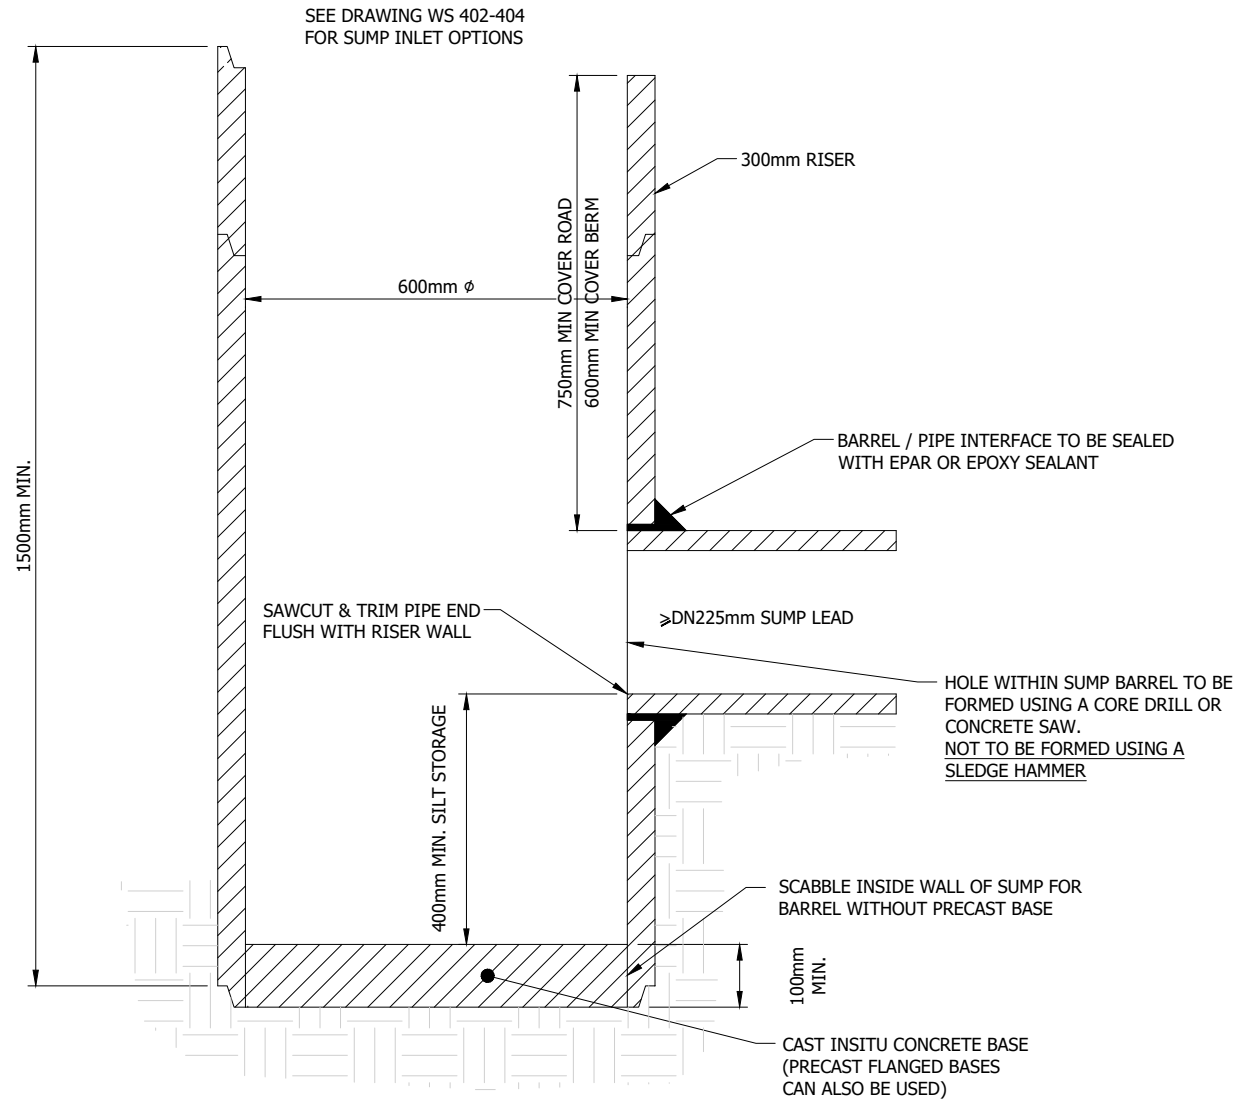 SEE DRAWING WS 402-404
FOR SUMP INLET OPTIONS
300mm RISER
600mm ϕ
750mm MIN COVER ROAD
600mm MIN COVER BERM
BARREL / PIPE INTERFACE TO BE SEALED
WITH EPAR OR EPOXY SEALANT
1500mm MIN.
SAWCUT & TRIM PIPE END
FLUSH WITH RISER WALL
⩾DN225mm SUMP LEAD
HOLE WITHIN SUMP BARREL TO BE
FORMED USING A CORE DRILL OR
CONCRETE SAW.
NOT TO BE FORMED USING A
SLEDGE HAMMER
400mm MIN. SILT STORAGE
SCABBLE INSIDE WALL OF SUMP FOR
BARREL WITHOUT PRECAST BASE
100mm
MIN.
CAST INSITU CONCRETE BASE
(PRECAST FLANGED BASES
CAN ALSO BE USED)